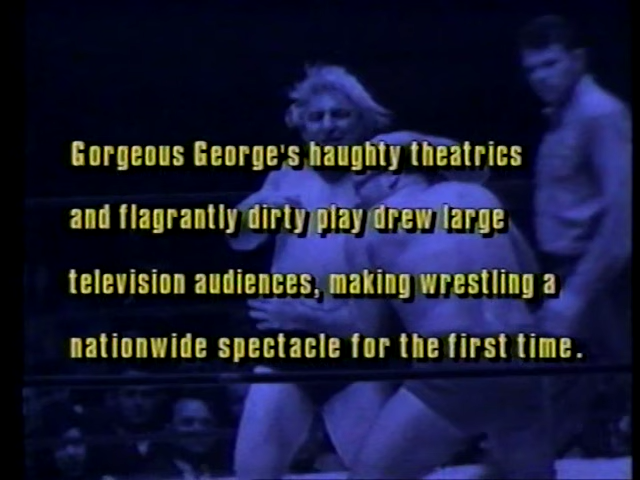 Gorgeous George's haughty theatrics
and flagrantly dirty play drew large
television audiences, making wrestling a
nationwide spectacle for the first time.